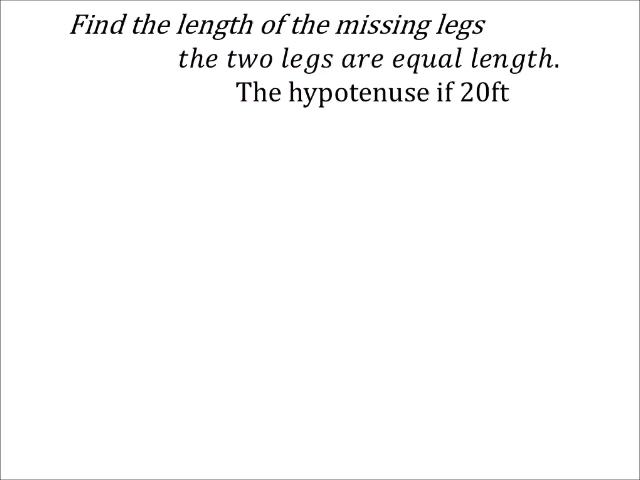 Find the length of the missing legs
the two legs are equal length.
The hypotenuse if 20ft